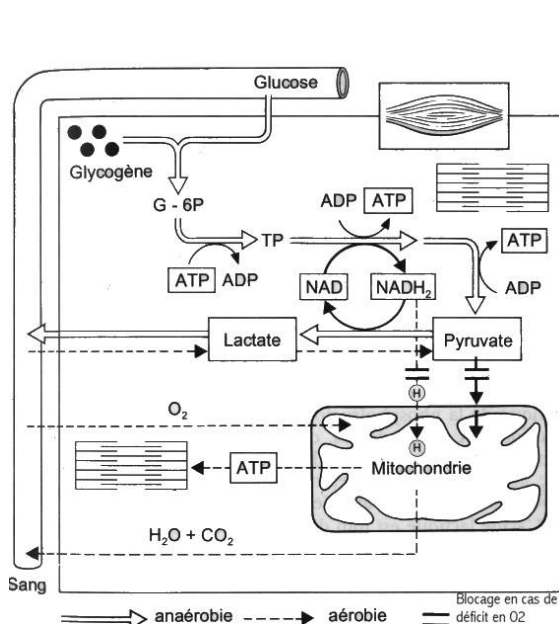 Glucose
Glycogène
G - 6P
ADP ATP
TP
ATP
ATP ADP
NAD NADH₂
ADP
Lactate
Pyruvate
H
O₂
H
Mitochondrie
ATP
H₂O + CO₂
Sang
anaérobie
aérobie
Blocage en cas de
déficit en O2